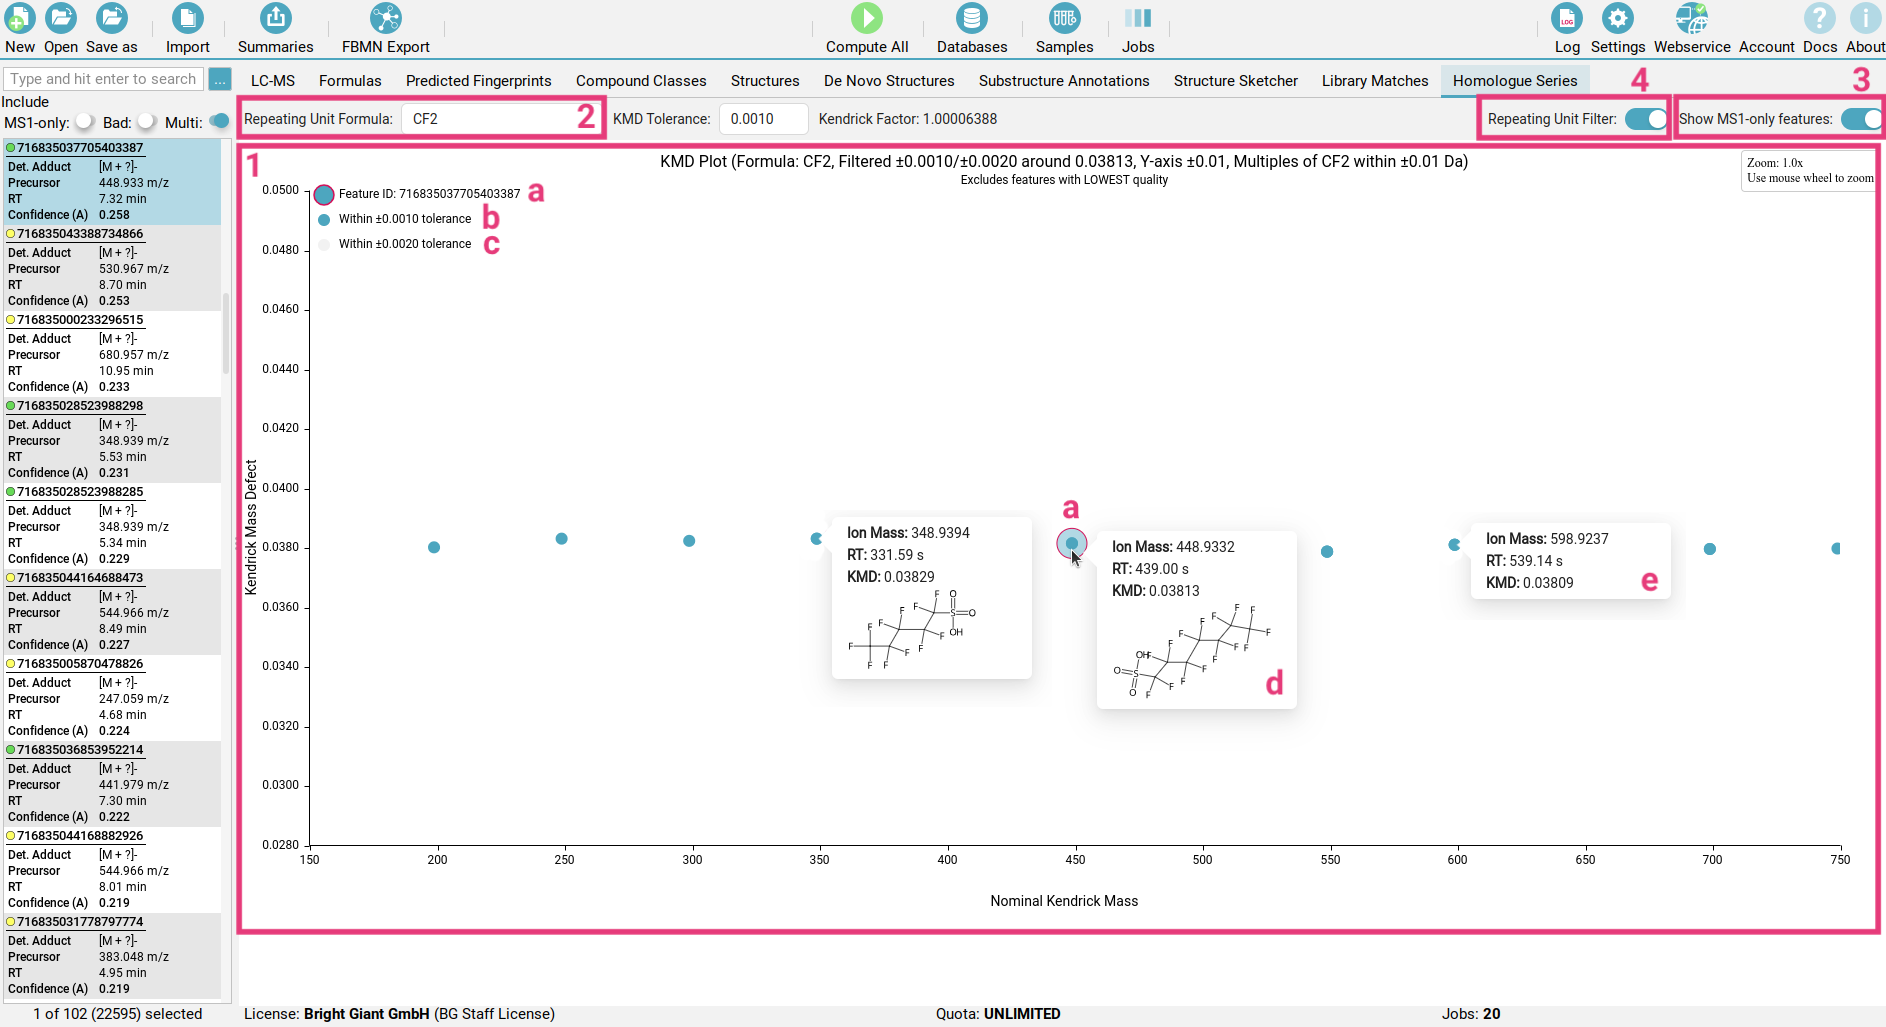 New Open Save as Import Summaries FBMN Export Compute All Databases Samples Jobs LOG Log Settings Webservice Account ? Docs i About
Type and hit enter to search ...
LC-MS Formulas Predicted Fingerprints Compound Classes Structures De Novo Structures Substructure Annotations Structure Sketcher Library Matches Homologue Series
4 3
Include
MS1-only: Bad: Multi:
Repeating Unit Formula: CF2 2 KMD Tolerance: 0.0010 Kendrick Factor: 1.00006388 Repeating Unit Filter: Show MS1-only features:
716835037705403387
Det. Adduct [M + ?]-
Precursor 448.933 m/z
RT 7.32 min
Confidence (A) 0.258
716835043388734866
Det. Adduct [M + ?]-
Precursor 530.967 m/z
RT 8.70 min
Confidence (A) 0.253
716835000233296515
Det. Adduct [M + ?]-
Precursor 680.957 m/z
RT 10.95 min
Confidence (A) 0.233
716835028523988298
Det. Adduct [M + ?]-
Precursor 348.939 m/z
RT 5.53 min
Confidence (A) 0.231
716835028523988285
Det. Adduct [M + ?]-
Precursor 348.939 m/z
RT 5.34 min
Confidence (A) 0.229
716835044164688473
Det. Adduct [M + ?]-
Precursor 544.966 m/z
RT 8.49 min
Confidence (A) 0.227
716835005870478826
Det. Adduct [M + ?]-
Precursor 247.059 m/z
RT 4.68 min
Confidence (A) 0.224
716835036853952214
Det. Adduct [M + ?]-
Precursor 441.979 m/z
RT 7.30 min
Confidence (A) 0.222
716835044168882926
Det. Adduct [M + ?]-
Precursor 544.966 m/z
RT 8.01 min
Confidence (A) 0.219
716835031778797774
Det. Adduct [M + ?]-
Precursor 383.048 m/z
RT 4.95 min
Confidence (A) 0.219
1
KMD Plot (Formula: CF2, Filtered ±0.0010/±0.0020 around 0.03813, Y-axis ±0.01, Multiples of CF2 within ±0.01 Da)
Excludes features with LOWEST quality
Zoom: 1.0x
Use mouse wheel to zoom
Feature ID: 716835037705403387 a
Within ±0.0010 tolerance b
Within ±0.0020 tolerance c
Kendrick Mass Defect
0.0500
0.0480
0.0460
0.0440
0.0420
0.0400
0.0380
0.0360
0.0340
0.0320
0.0300
0.0280
a
Ion Mass: 348.9394
RT: 331.59 s
KMD: 0.03829
F F F F F F F F F F F S O O OH
Ion Mass: 448.9332
RT: 439.00 s
KMD: 0.03813
F F F F F F F F F F F F F F F S O O OH
d
Ion Mass: 598.9237
RT: 539.14 s
KMD: 0.03809
e
150 200 250 300 350 400 450 500 550 600 650 700 750
Nominal Kendrick Mass
1 of 102 (22595) selected License: Bright Giant GmbH (BG Staff License) Quota: UNLIMITED Jobs: 20